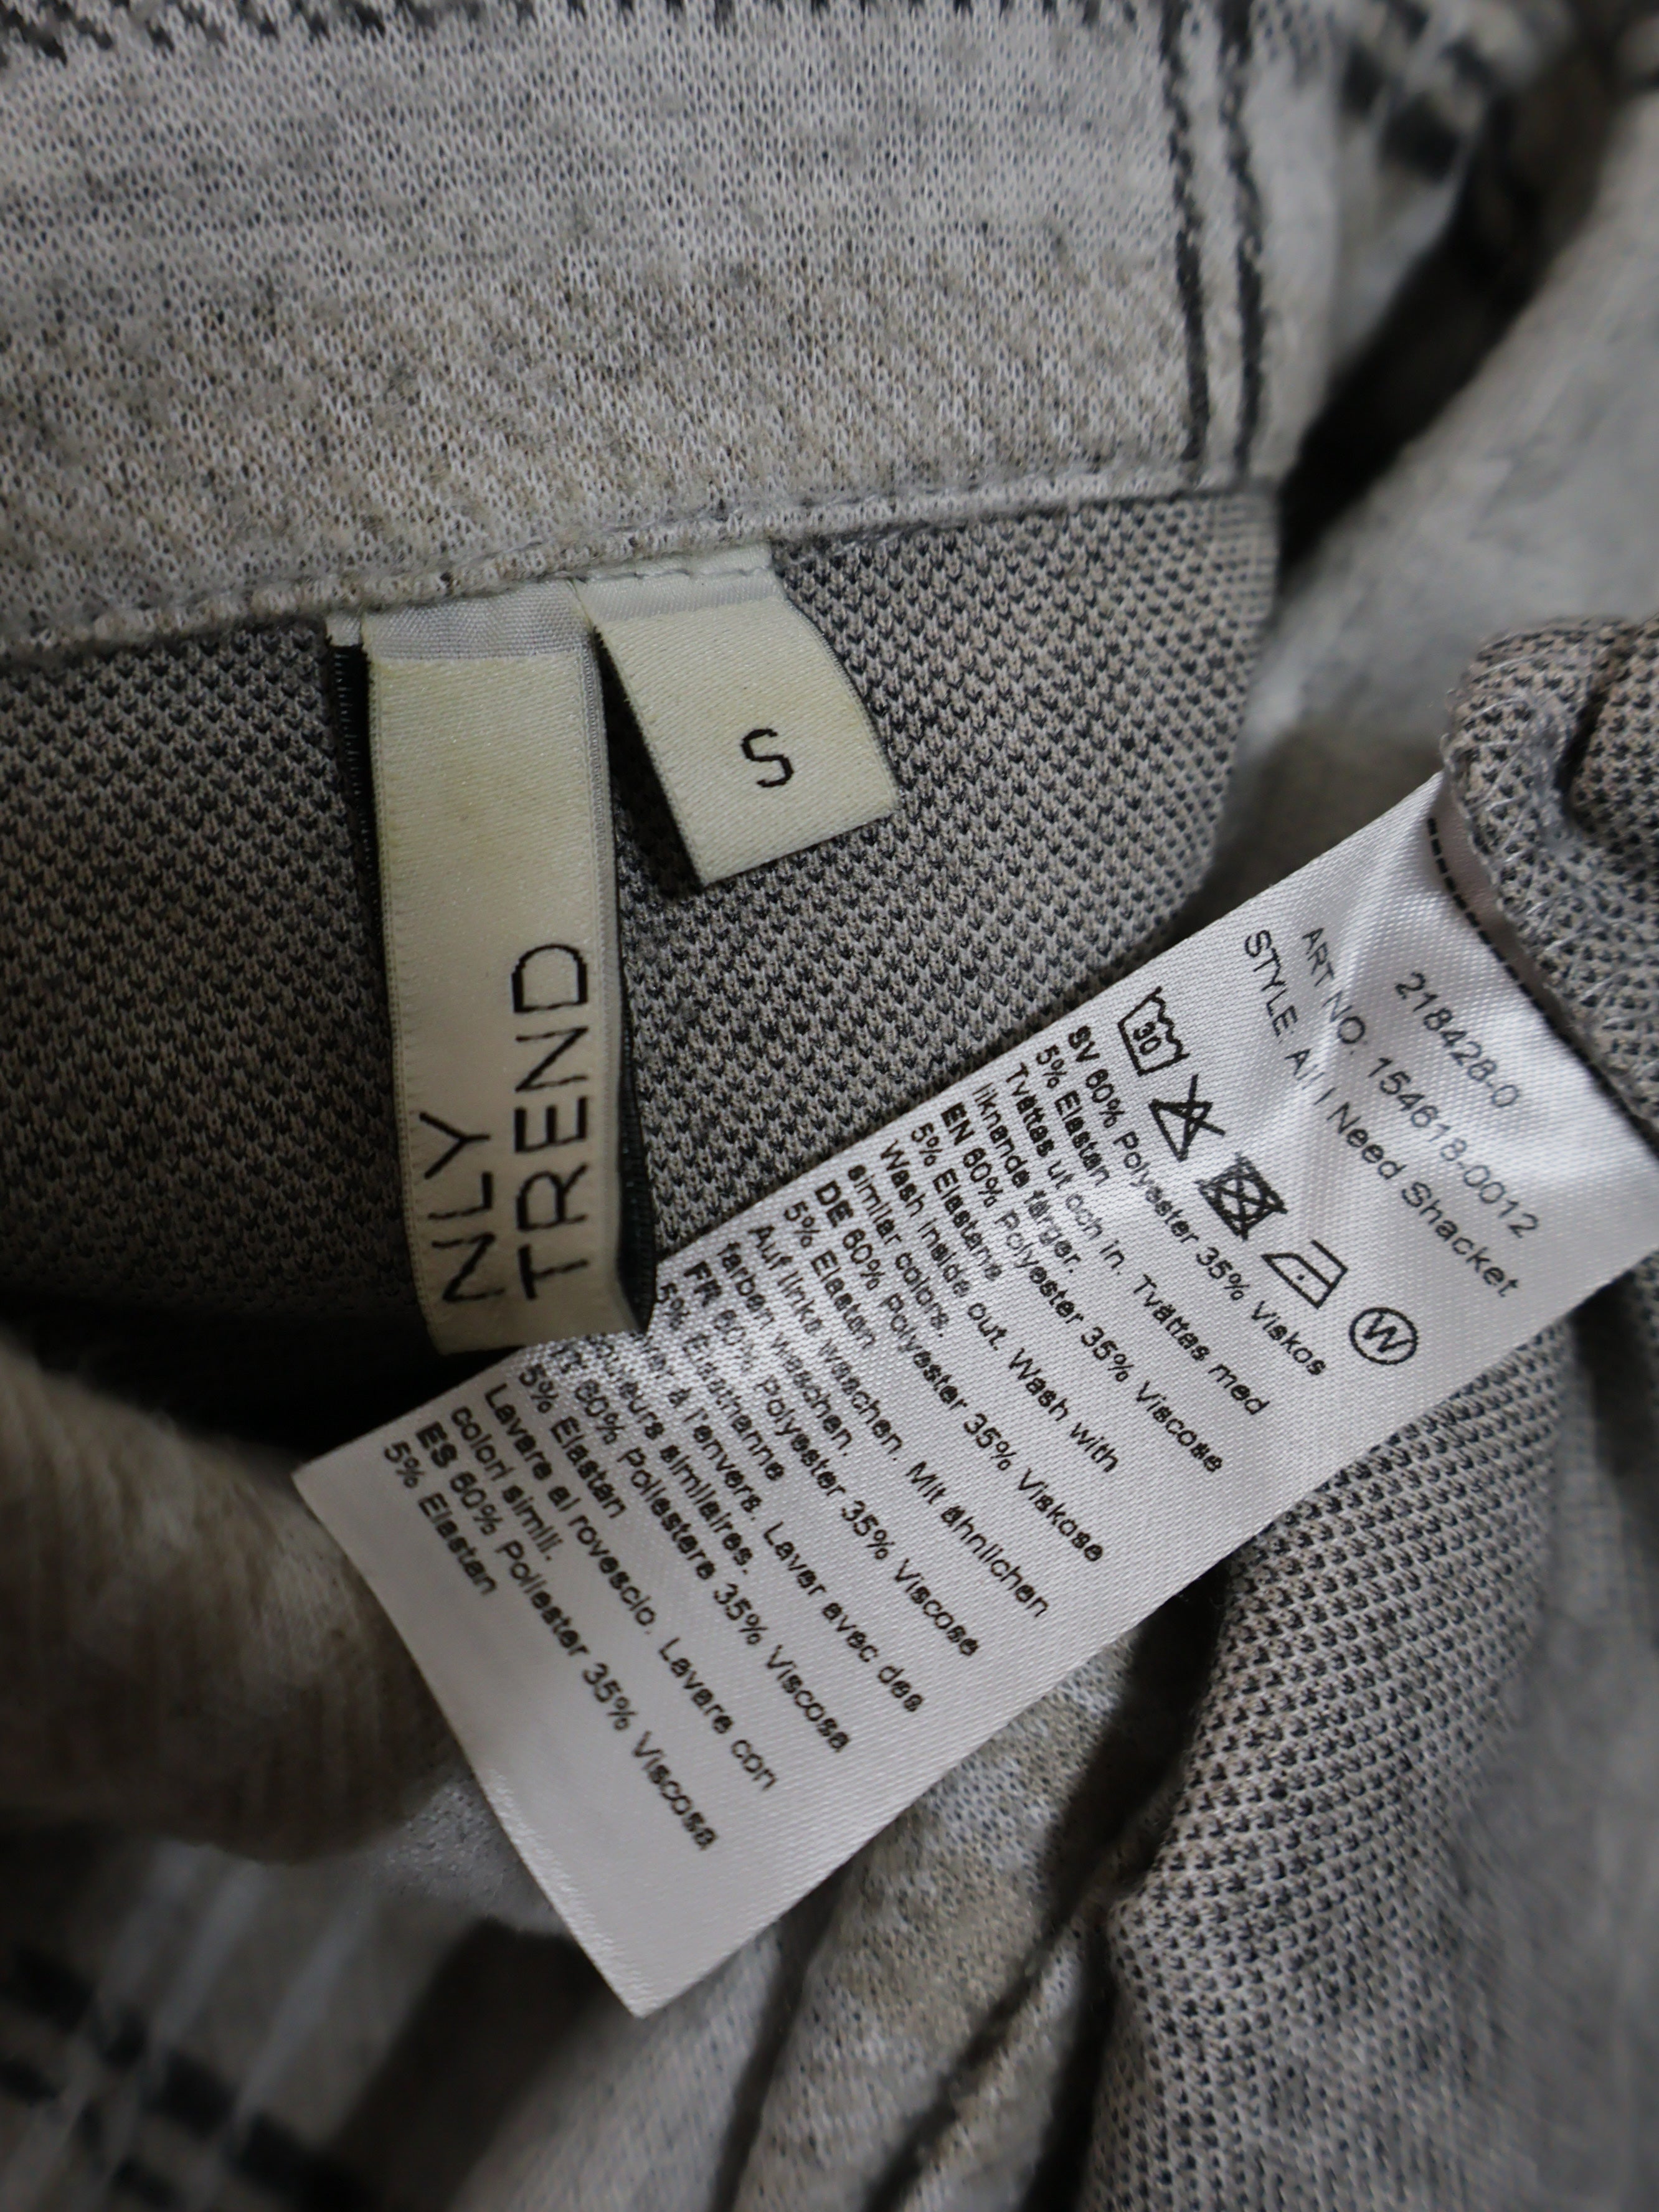 NLY
TREND
S
218428-0
ART NO. 154618-0012
STYLE All I Need Shacket
30
W
SV 60% Polyester 35% Viskos
5% Elastan
Tvättas ut och in. Tvättas med
liknande färger.
EN 60% Polyester 35% Viscose
5% Elastane
Wash inside out. Wash with
similar colors.
DE 60% Polyester 35% Viskose
5% Elastan
Auf links waschen. Mit ähnlichen
farben waschen.
FR 60% Polyester 35% Viscose
5% Elasthanne
à l'envers. Laver avec des
similaires.
IT 60% Poliestere 35% Viscosa
5% Elastan
Lavare al rovescio. Lavare con
colori simili.
ES 60% Poliester 35% Viscosa
5% Elastan